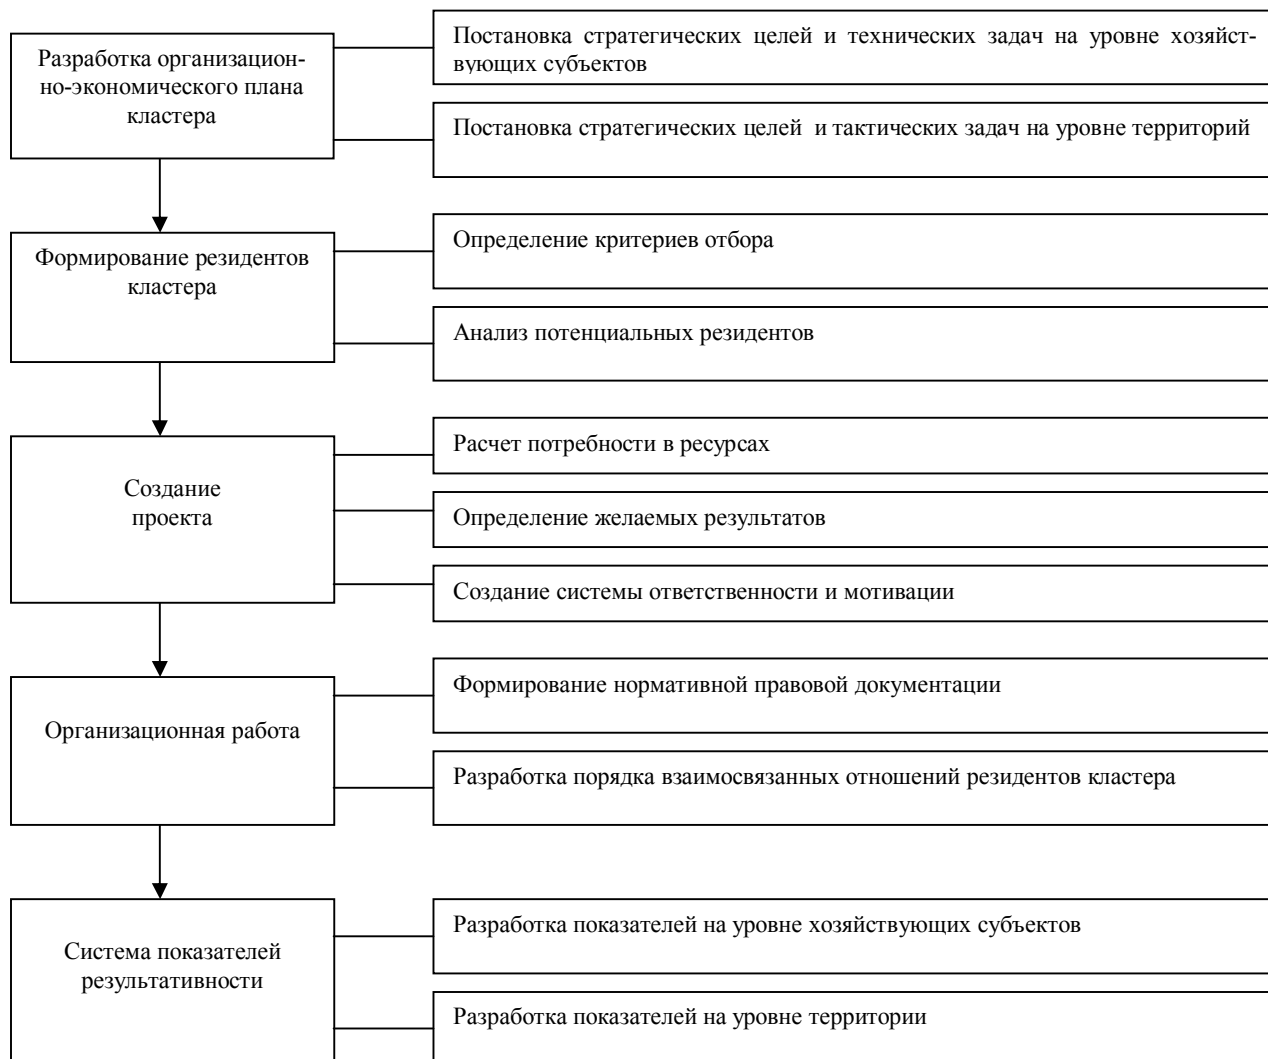 Разработка организацион-
но-экономического плана
кластера
Постановка стратегических целей и технических задач на уровне хозяйст-
вующих субъектов
Постановка стратегических целей и тактических задач на уровне территорий
Формирование резидентов
кластера
Определение критериев отбора
Анализ потенциальных резидентов
Создание
проекта
Расчет потребности в ресурсах
Определение желаемых результатов
Создание системы ответственности и мотивации
Организационная работа
Формирование нормативной правовой документации
Разработка порядка взаимосвязанных отношений резидентов кластера
Система показателей
результативности
Разработка показателей на уровне хозяйствующих субъектов
Разработка показателей на уровне территории